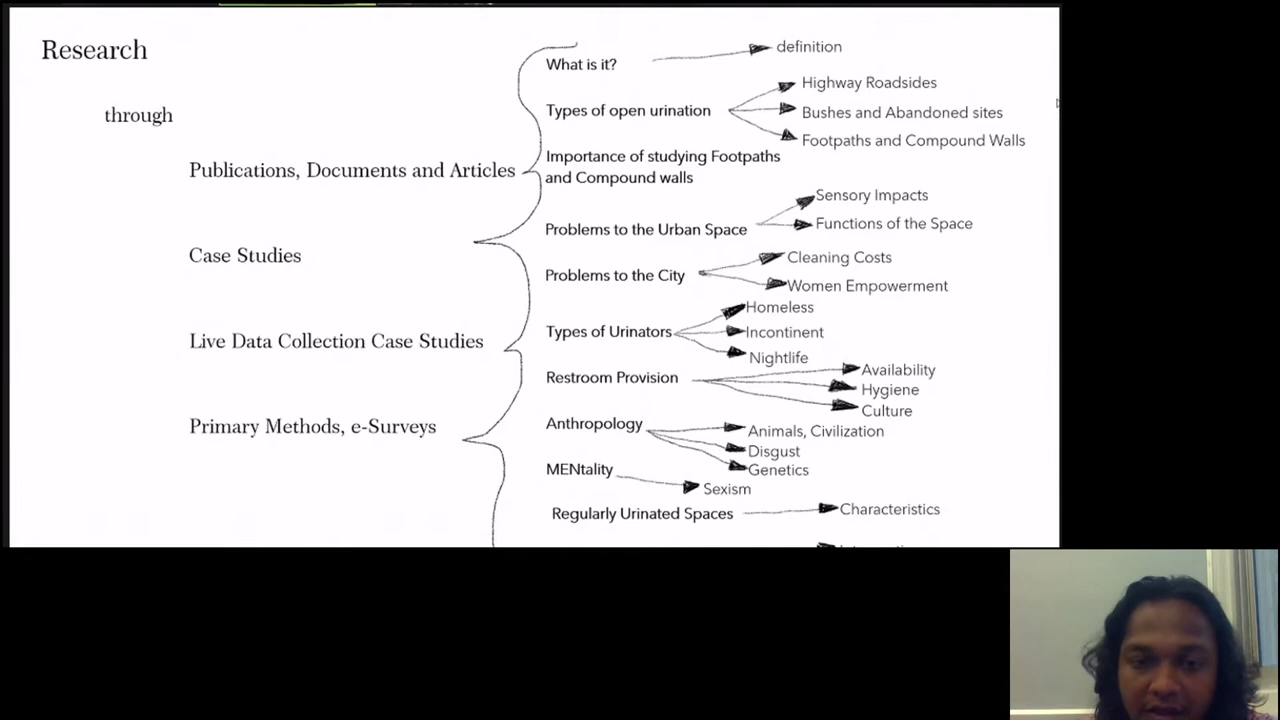 Research
through
Publications, Documents and Articles
Case Studies
Live Data Collection Case Studies
Primary Methods, e-Surveys
What is it?
definition
Types of open urination
Highway Roadsides
Bushes and Abandoned sites
Footpaths and Compound Walls
Importance of studying Footpaths
and Compound walls
Problems to the Urban Space
Sensory Impacts
Functions of the Space
Problems to the City
Cleaning Costs
Women Empowerment
Types of Urinators
Homeless
Incontinent
Nightlife
Restroom Provision
Availability
Hygiene
Culture
Anthropology
Animals, Civilization
Disgust
Genetics
MENtality
Sexism
Regularly Urinated Spaces
Characteristics